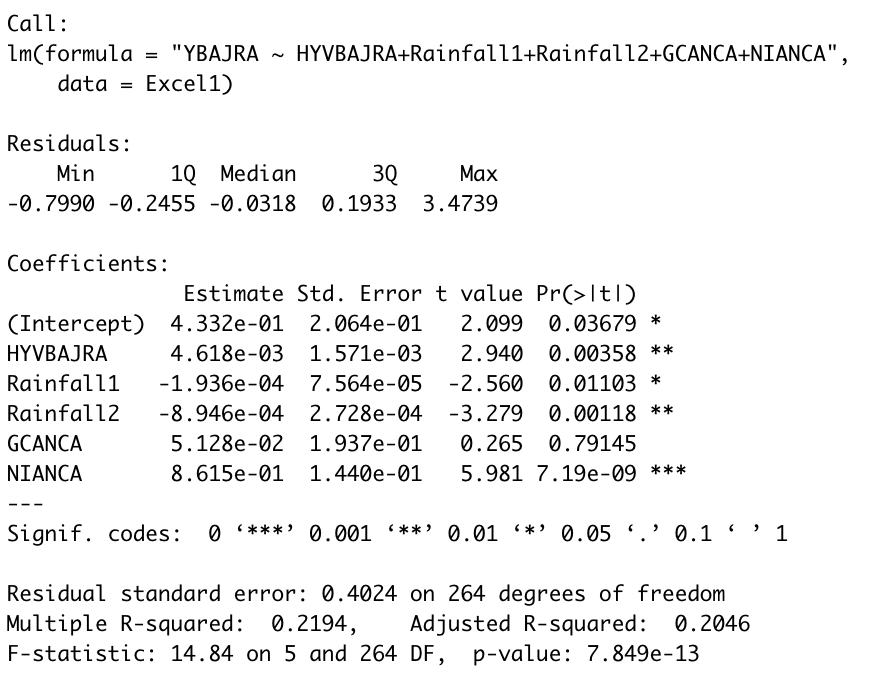 Call:
lm(formula = "YBAJRA ~ HYVBAJRA+Rainfall1+Rainfall2+GCANCA+NIANCA",
    data = Excel1)

Residuals:
    Min      1Q  Median      3Q     Max
-0.7990 -0.2455 -0.0318  0.1933  3.4739

Coefficients:
              Estimate Std. Error t value Pr(>|t|)
(Intercept)  4.332e-01  2.064e-01   2.099  0.03679 *
HYVBAJRA     4.618e-03  1.571e-03   2.940  0.00358 **
Rainfall1   -1.936e-04  7.564e-05  -2.560  0.01103 *
Rainfall2   -8.946e-04  2.728e-04  -3.279  0.00118 **
GCANCA       5.128e-02  1.937e-01   0.265  0.79145
NIANCA       8.615e-01  1.440e-01   5.981 7.19e-09 ***
---
Signif. codes:  0 ‘***’ 0.001 ‘**’ 0.01 ‘*’ 0.05 ‘.’ 0.1 ‘ ’ 1

Residual standard error: 0.4024 on 264 degrees of freedom
Multiple R-squared:  0.2194,    Adjusted R-squared:  0.2046
F-statistic: 14.84 on 5 and 264 DF,  p-value: 7.849e-13